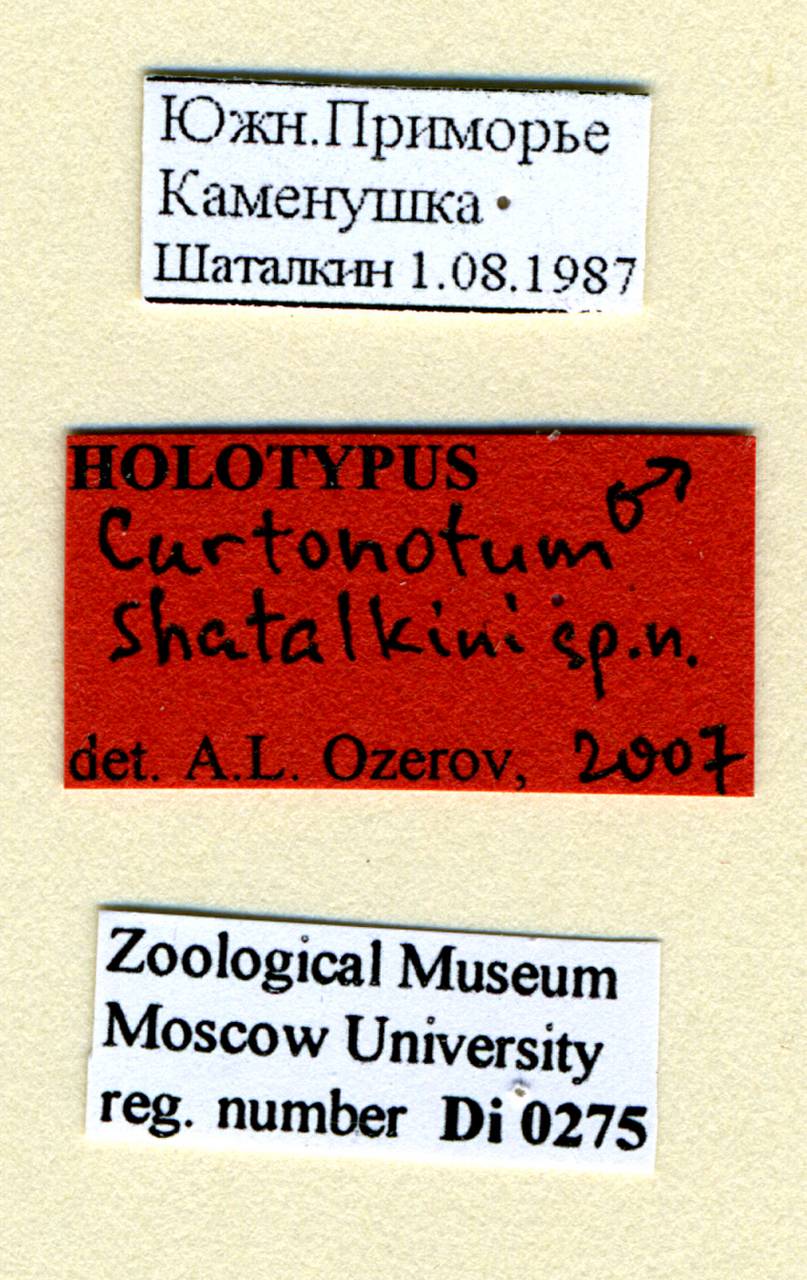 Южн.Приморье
Каменушка
Шаталкин 1.08.1987
HOLOTYPUS ♂
Curtonotum
shatalkini sp.n.
det. A.L. Ozerov, 2007
Zoological Museum
Moscow University
reg. number Di 0275